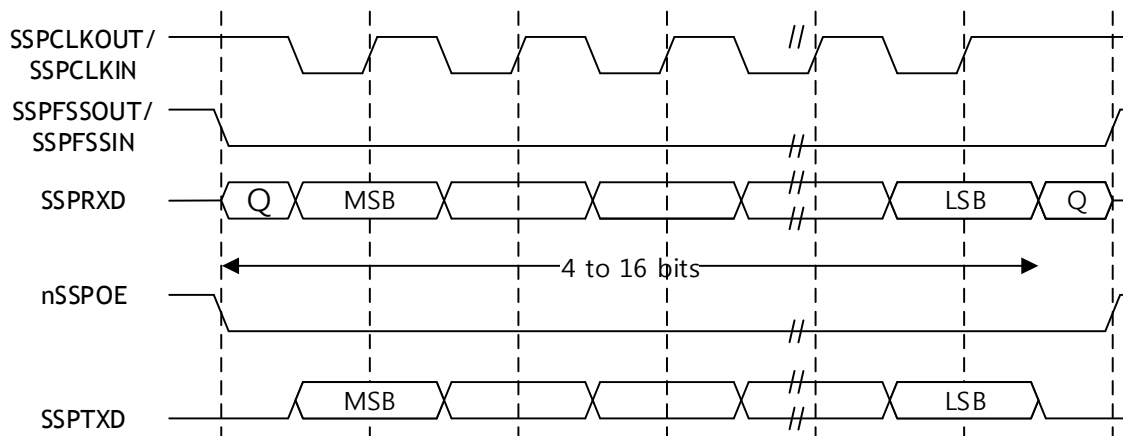 SSPCLKOUT/
SSPCLKIN
SSPFSSOUT/
SSPFSSIN
SSPRXD
Q
MSB
LSB
Q
4 to 16 bits
nSSPOE
SSPTXD
MSB
LSB